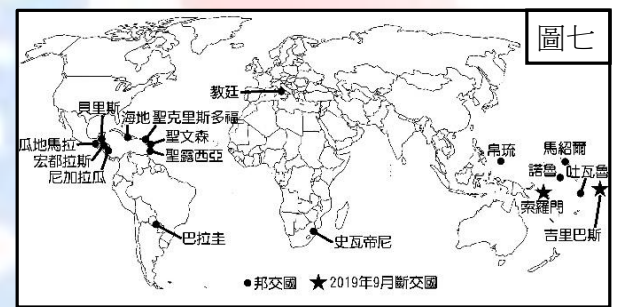 圖七
教廷
貝里斯
海地 聖克里斯多福
瓜地馬拉
聖文森
宏都拉斯
聖露西亞
尼加拉瓜
帛琉
馬紹爾
諾魯
吐瓦魯
索羅門
吉里巴斯
巴拉圭
史瓦帝尼
●邦交國 ★2019年9月斷交國